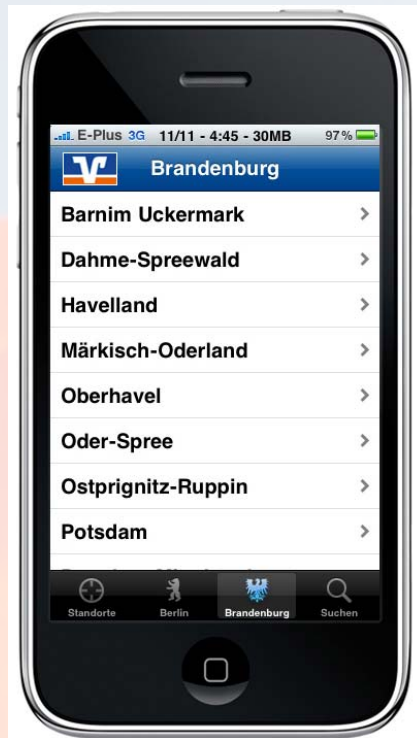 E-Plus 3G 11/11 - 4:45 - 30MB 97%
Brandenburg
Barnim Uckermark
Dahme-Spreewald
Havelland
Märkisch-Oderland
Oberhavel
Oder-Spree
Ostprignitz-Ruppin
Potsdam
Standorte Berlin Brandenburg Suchen